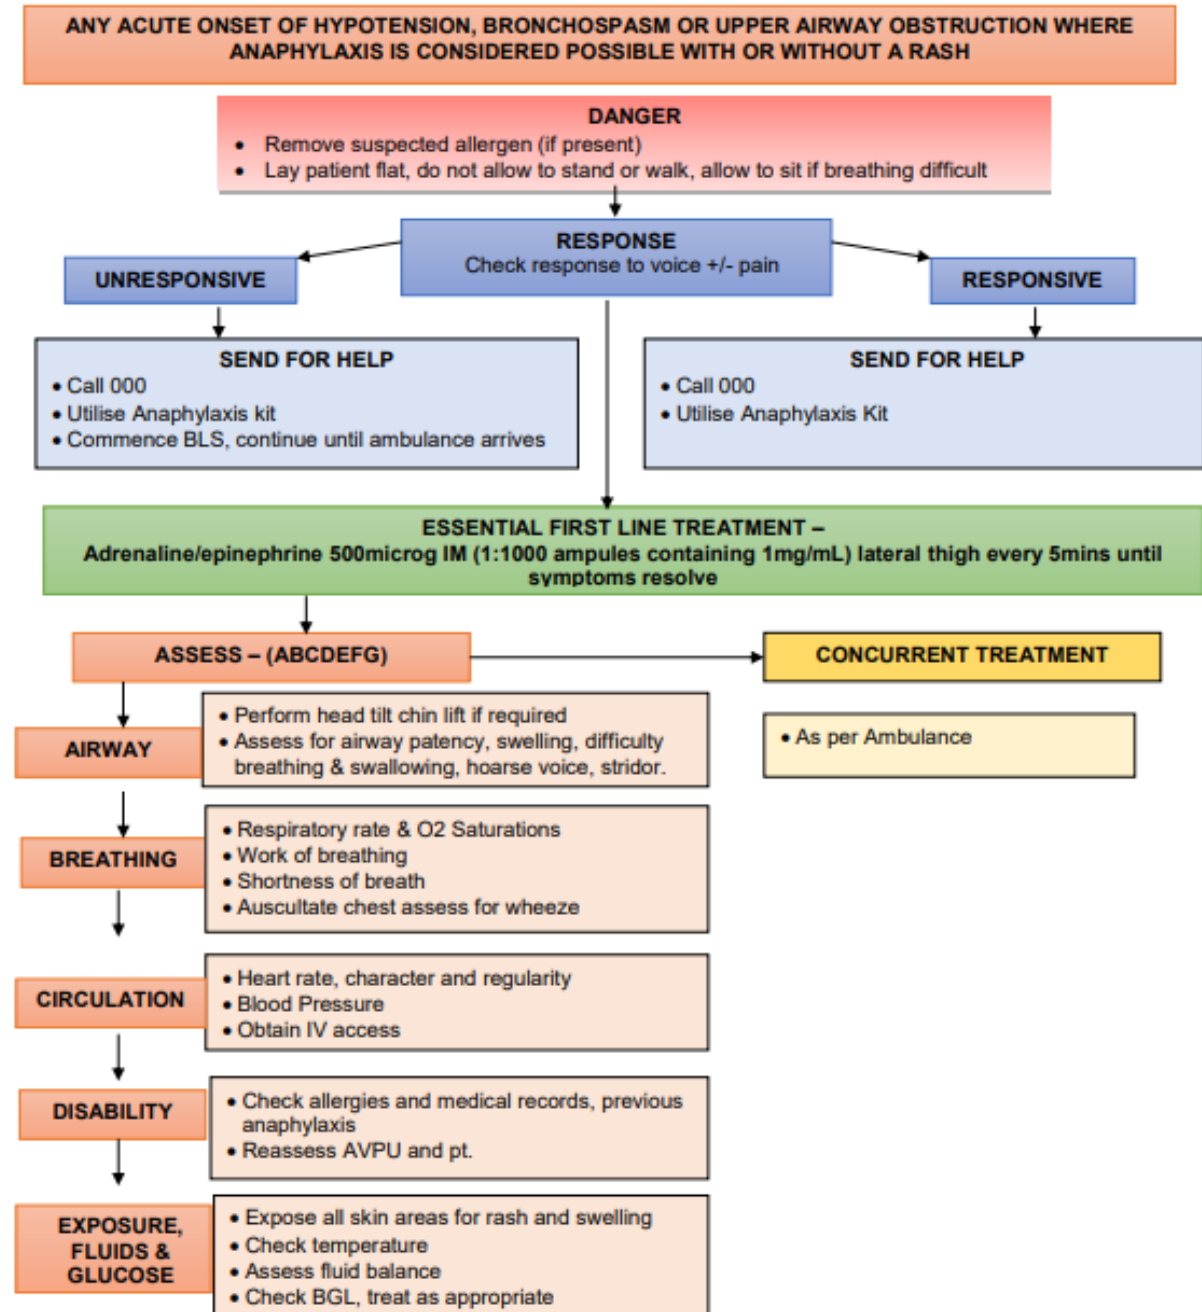 ANY ACUTE ONSET OF HYPOTENSION, BRONCHOSPASM OR UPPER AIRWAY OBSTRUCTION WHERE
ANAPHYLAXIS IS CONSIDERED POSSIBLE WITH OR WITHOUT A RASH
DANGER
• Remove suspected allergen (if present)
• Lay patient flat, do not allow to stand or walk, allow to sit if breathing difficult
RESPONSE
Check response to voice +/- pain
UNRESPONSIVE
RESPONSIVE
SEND FOR HELP
• Call 000
• Utilise Anaphylaxis kit
• Commence BLS, continue until ambulance arrives
SEND FOR HELP
• Call 000
• Utilise Anaphylaxis Kit
ESSENTIAL FIRST LINE TREATMENT –
Adrenaline/epinephrine 500microg IM (1:1000 ampules containing 1mg/mL) lateral thigh every 5mins until
symptoms resolve
ASSESS – (ABCDEFG)
CONCURRENT TREATMENT
• As per Ambulance
AIRWAY
• Perform head tilt chin lift if required
• Assess for airway patency, swelling, difficulty
breathing & swallowing, hoarse voice, stridor.
BREATHING
• Respiratory rate & O2 Saturations
• Work of breathing
• Shortness of breath
• Auscultate chest assess for wheeze
CIRCULATION
• Heart rate, character and regularity
• Blood Pressure
• Obtain IV access
DISABILITY
• Check allergies and medical records, previous
anaphylaxis
• Reassess AVPU and pt.
EXPOSURE,
FLUIDS &
GLUCOSE
• Expose all skin areas for rash and swelling
• Check temperature
• Assess fluid balance
• Check BGL, treat as appropriate